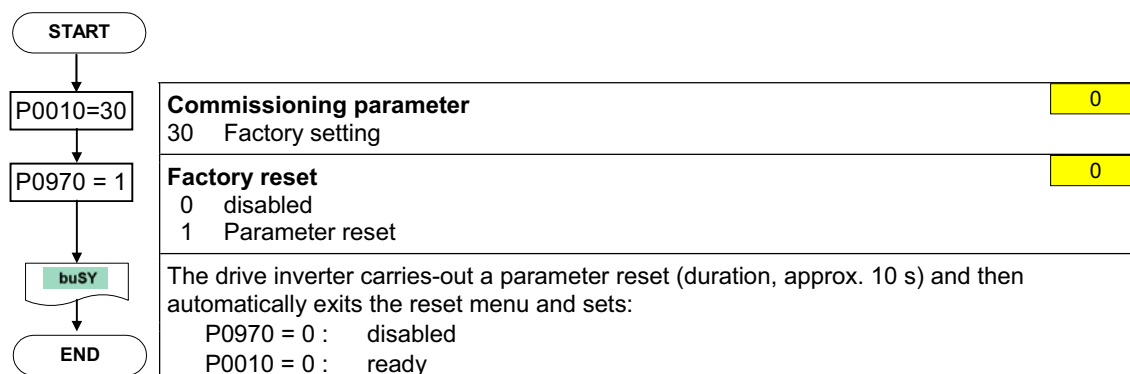 START
P0010=30
Commissioning parameter 0
30 Factory setting
P0970 = 1
Factory reset 0
0 disabled
1 Parameter reset
buSY
The drive inverter carries-out a parameter reset (duration, approx. 10 s) and then
automatically exits the reset menu and sets:
P0970 = 0 : disabled
P0010 = 0 : ready
END